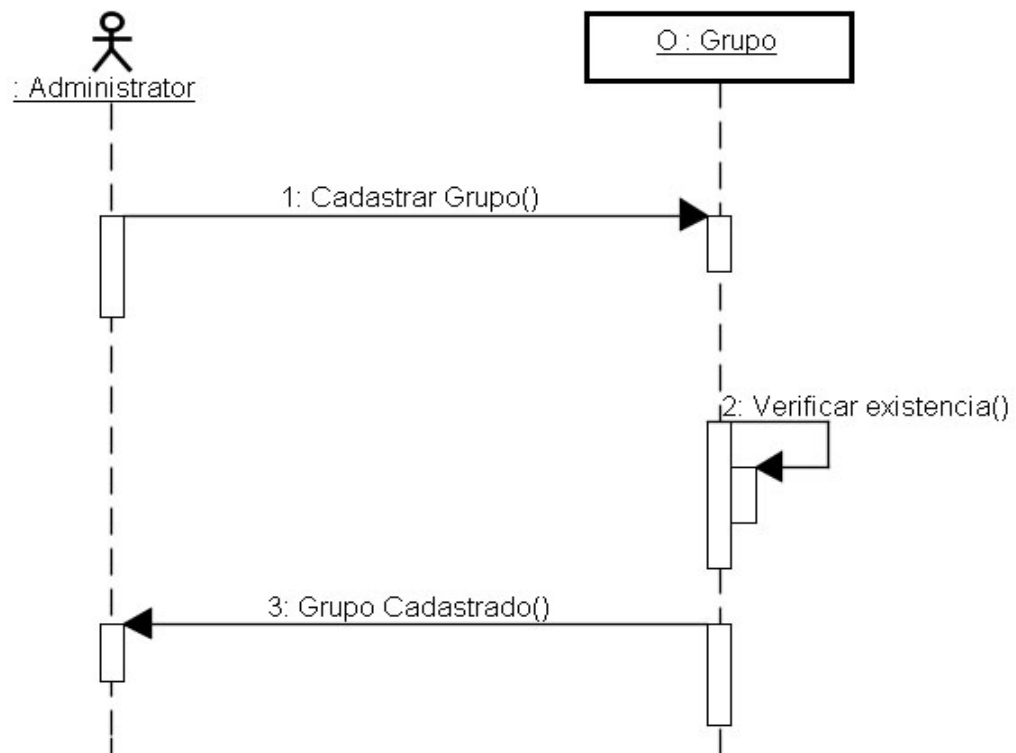 : Administrator
O : Grupo
1: Cadastrar Grupo()
2: Verificar existencia()
3: Grupo Cadastrado()